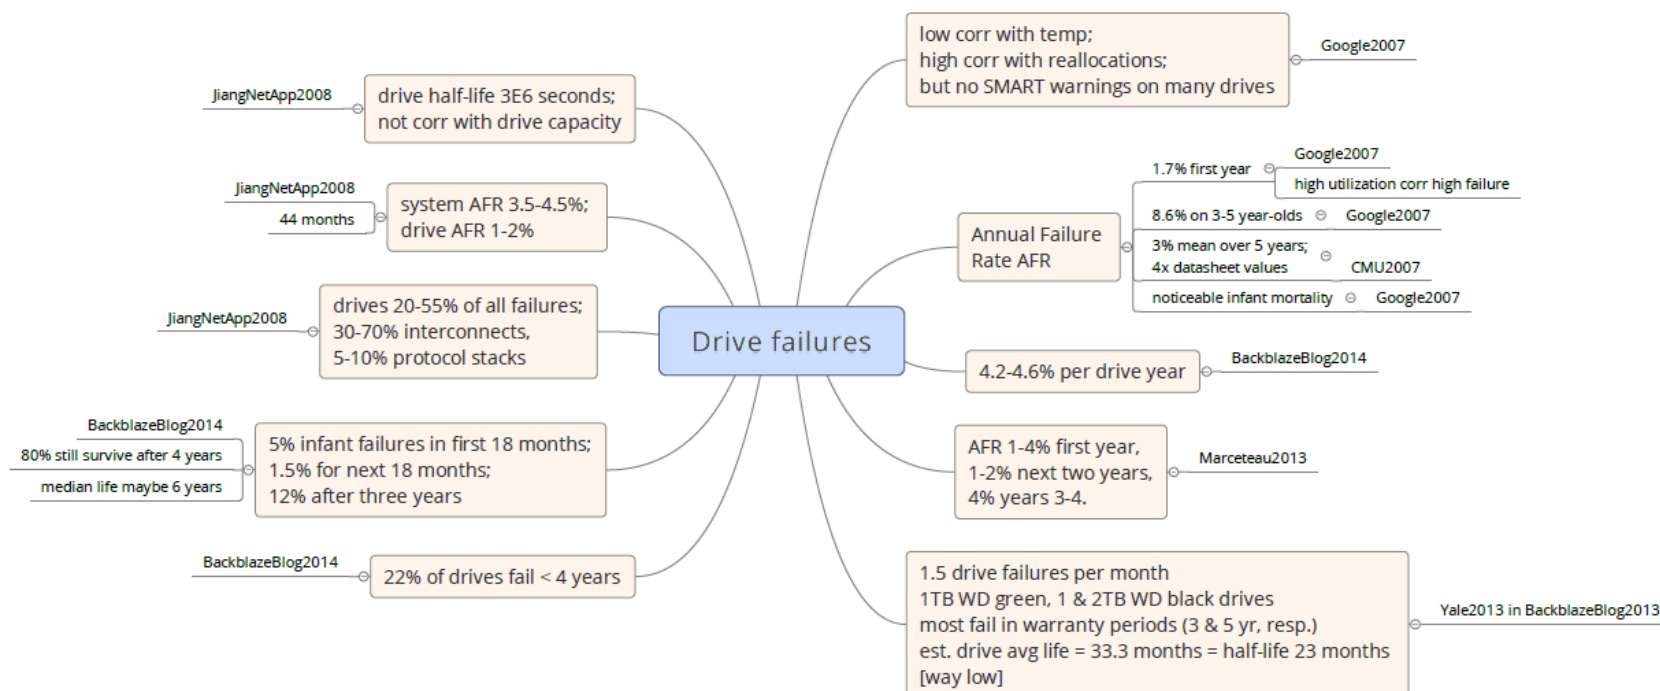 Drive failures
low corr with temp;
high corr with reallocations;
but no SMART warnings on many drives
Google2007
Annual Failure
Rate AFR
1.7% first year
Google2007
high utilization corr high failure
8.6% on 3-5 year-olds
Google2007
3% mean over 5 years;
4x datasheet values
CMU2007
noticeable infant mortality
Google2007
4.2-4.6% per drive year
BackblazeBlog2014
AFR 1-4% first year,
1-2% next two years,
4% years 3-4.
Marceteau2013
1.5 drive failures per month
1TB WD green, 1 & 2TB WD black drives
most fail in warranty periods (3 & 5 yr, resp.)
est. drive avg life = 33.3 months = half-life 23 months
[way low]
Yale2013 in BackblazeBlog2013
drive half-life 3E6 seconds;
not corr with drive capacity
JiangNetApp2008
system AFR 3.5-4.5%;
drive AFR 1-2%
JiangNetApp2008
44 months
drives 20-55% of all failures;
30-70% interconnects,
5-10% protocol stacks
JiangNetApp2008
5% infant failures in first 18 months;
1.5% for next 18 months;
12% after three years
BackblazeBlog2014
80% still survive after 4 years
median life maybe 6 years
22% of drives fail < 4 years
BackblazeBlog2014